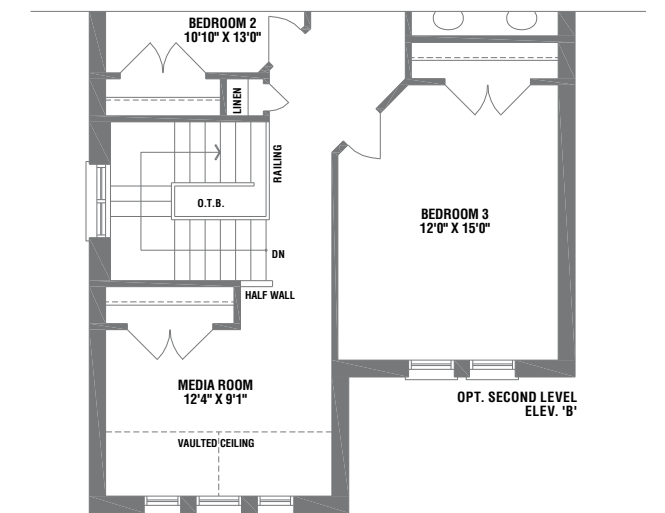 BEDROOM 2
10'10" X 13'0"
LINEN
RAILING
O.T.B.
BEDROOM 3
12'0" X 15'0"
DN
HALF WALL
MEDIA ROOM
12'4" X 9'1"
OPT. SECOND LEVEL
ELEV. 'B'
VAULTED CEILING